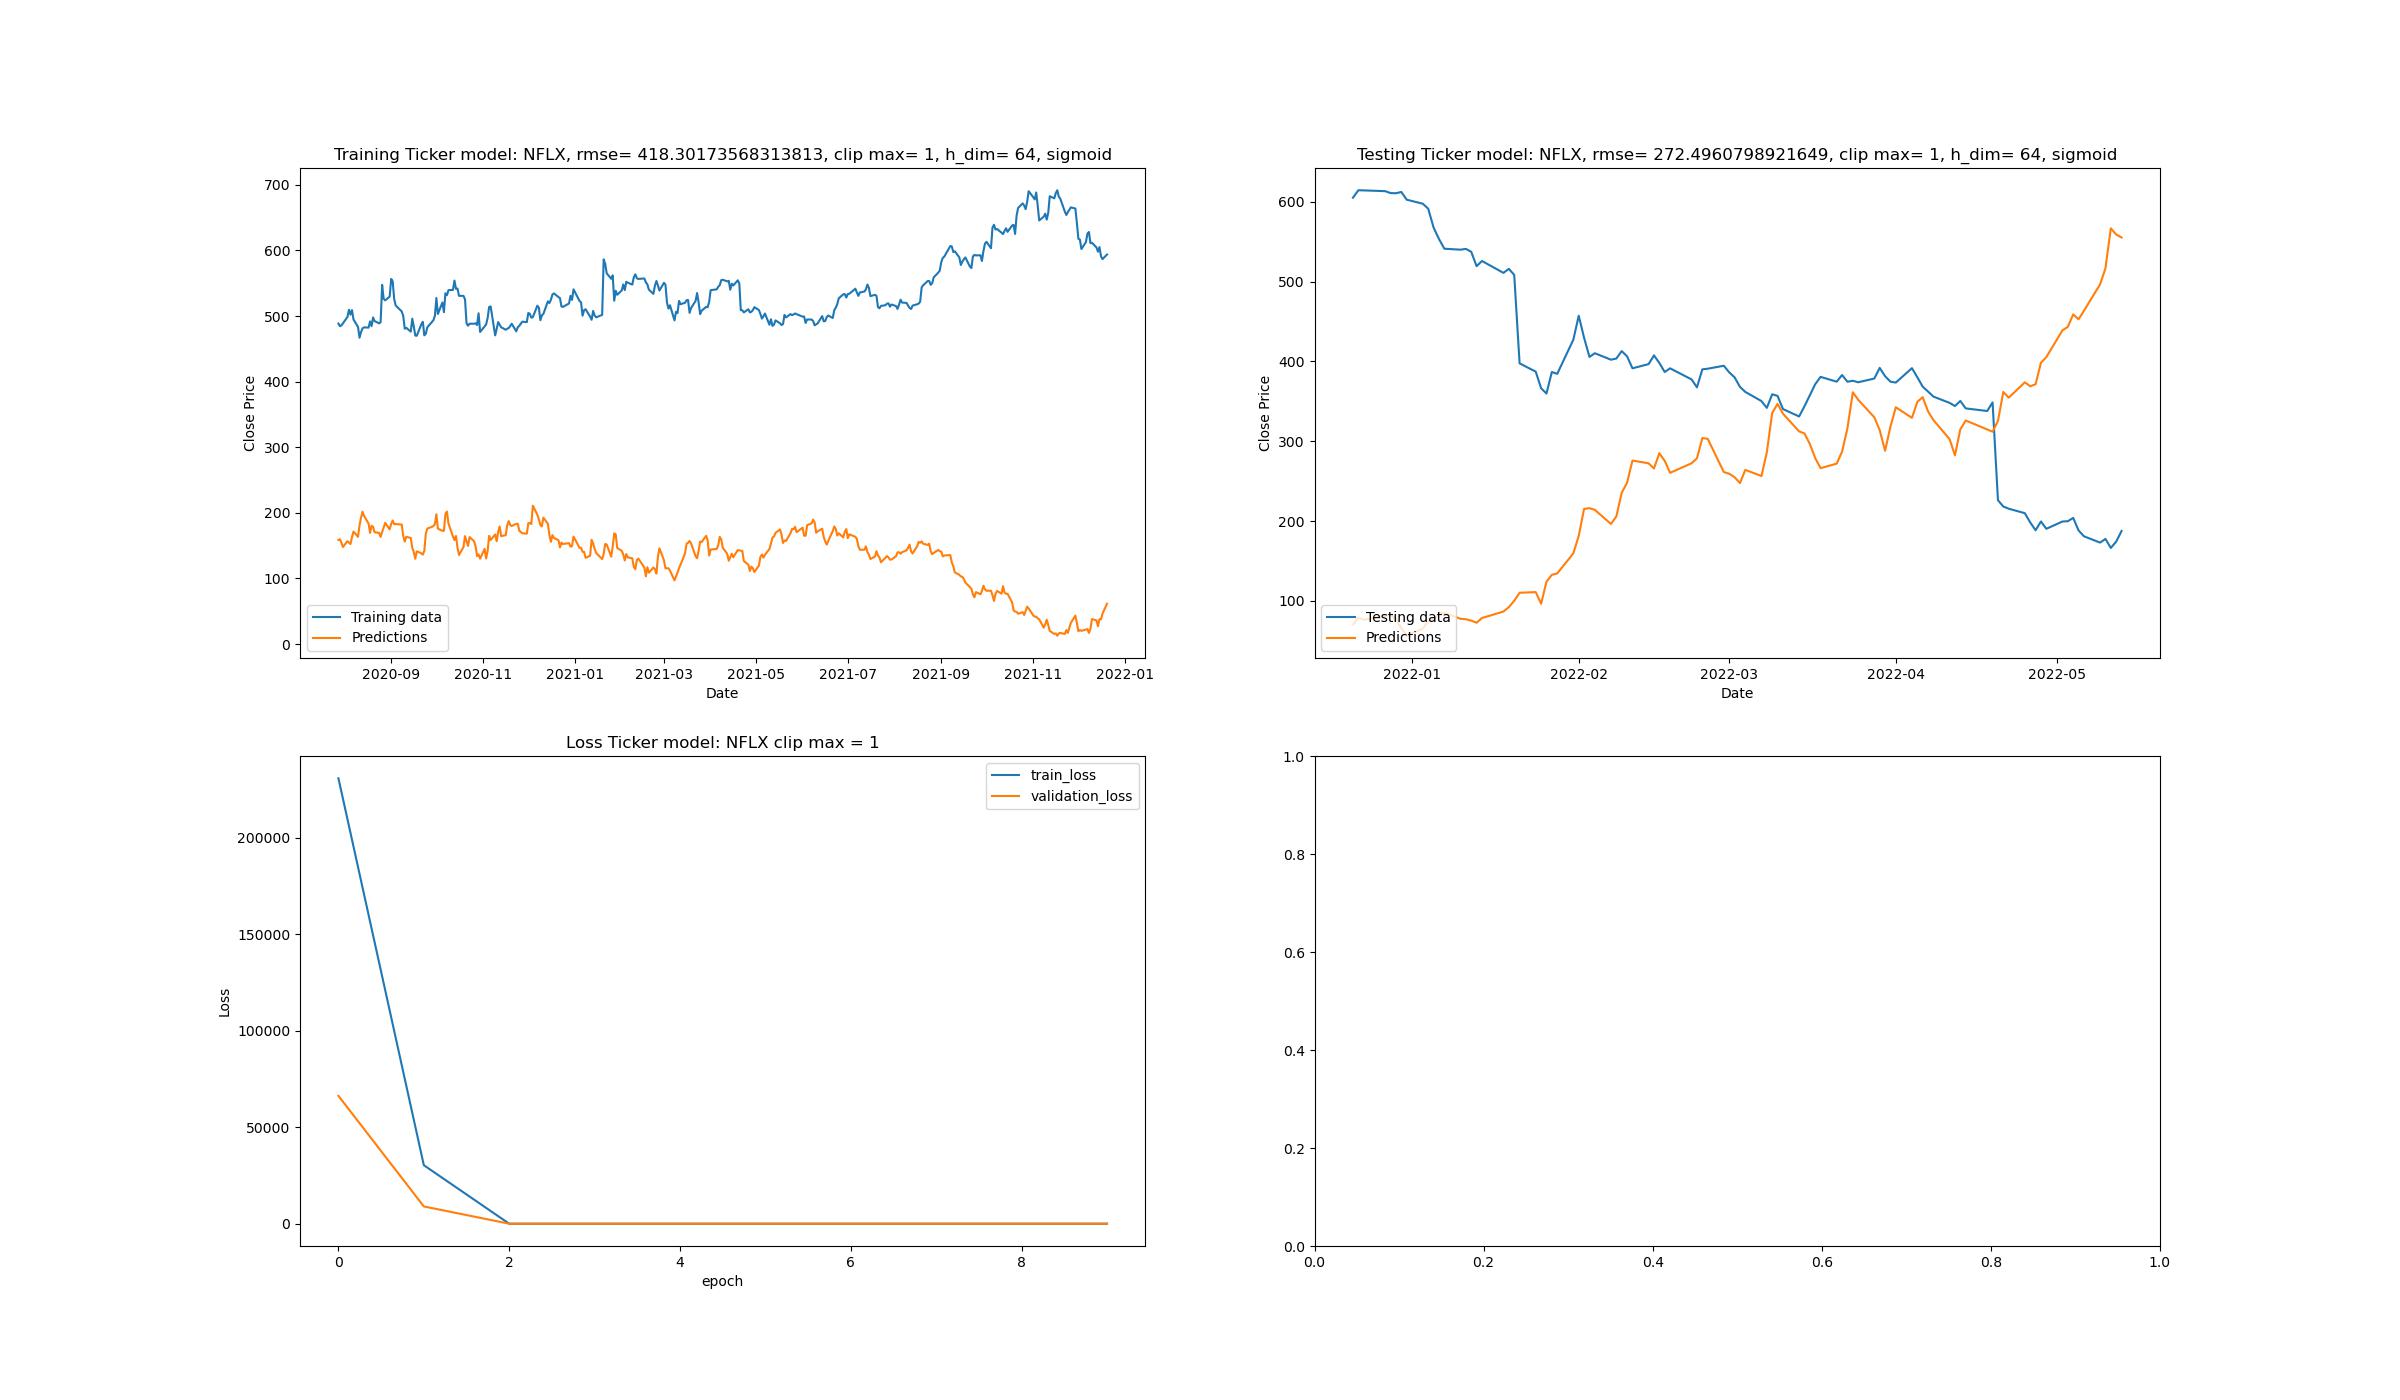 Training Ticker model: NFLX, rmse= 418.30173568313813, clip max= 1, h_dim= 64, sigmoid
700
600
500
400
300
200
100
0
Close Price
Training data
Predictions
2020-09 2020-11 2021-01 2021-03 2021-05 2021-07 2021-09 2021-11 2022-01
Date
Testing Ticker model: NFLX, rmse= 272.4960798921649, clip max= 1, h_dim= 64, sigmoid
600
500
400
300
200
100
Close Price
Testing data
Predictions
2022-01 2022-02 2022-03 2022-04 2022-05
Date
Loss Ticker model: NFLX clip max = 1
train_loss
validation_loss
200000
150000
100000
50000
0
Loss
0 2 4 6 8
epoch
1.0
0.8
0.6
0.4
0.2
0.0
0.0 0.2 0.4 0.6 0.8 1.0